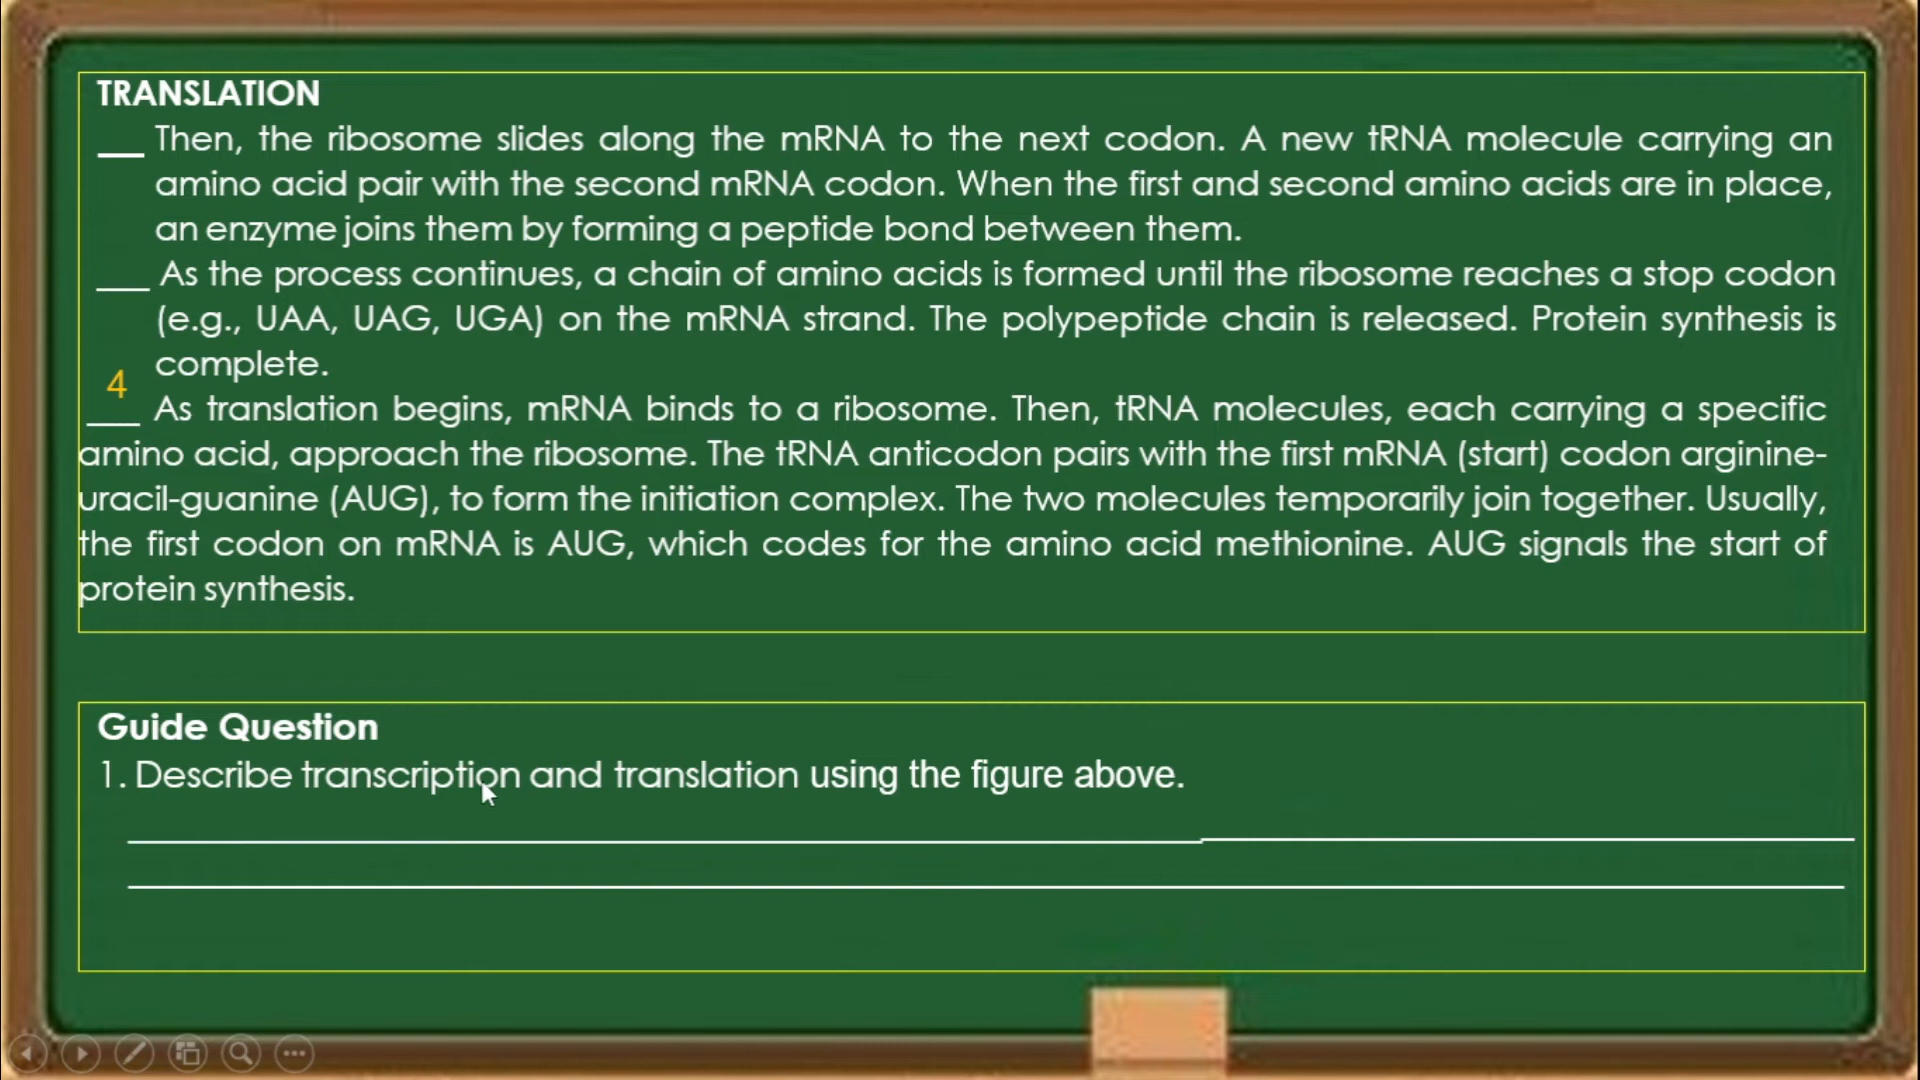 TRANSLATION
___ Then, the ribosome slides along the mRNA to the next codon. A new tRNA molecule carrying an
amino acid pair with the second mRNA codon. When the first and second amino acids are in place,
an enzyme joins them by forming a peptide bond between them.
___ As the process continues, a chain of amino acids is formed until the ribosome reaches a stop codon
(e.g., UAA, UAG, UGA) on the mRNA strand. The polypeptide chain is released. Protein synthesis is
complete.
4
___ As translation begins, mRNA binds to a ribosome. Then, tRNA molecules, each carrying a specific
amino acid, approach the ribosome. The tRNA anticodon pairs with the first mRNA (start) codon arginine-
uracil-guanine (AUG), to form the initiation complex. The two molecules temporarily join together. Usually,
the first codon on mRNA is AUG, which codes for the amino acid methionine. AUG signals the start of
protein synthesis.
Guide Question
1. Describe transcription and translation using the figure above.